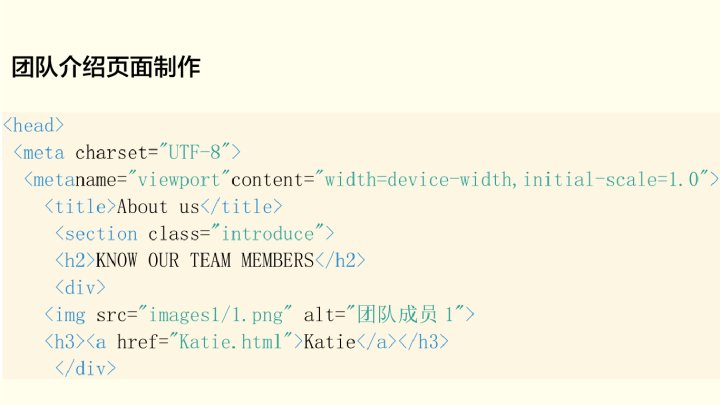 团队介绍页面制作
<head>
<meta charset="UTF-8">
<metaname="viewport"content="width=device-width,initial-scale=1.0">
<title>About us</title>
<section class="introduce">
<h2>KNOW OUR TEAM MEMBERS</h2>
<div>
<img src="images1/1.png" alt="团队成员 1">
<h3><a href="Katie.html">Katie</a></h3>
</div>